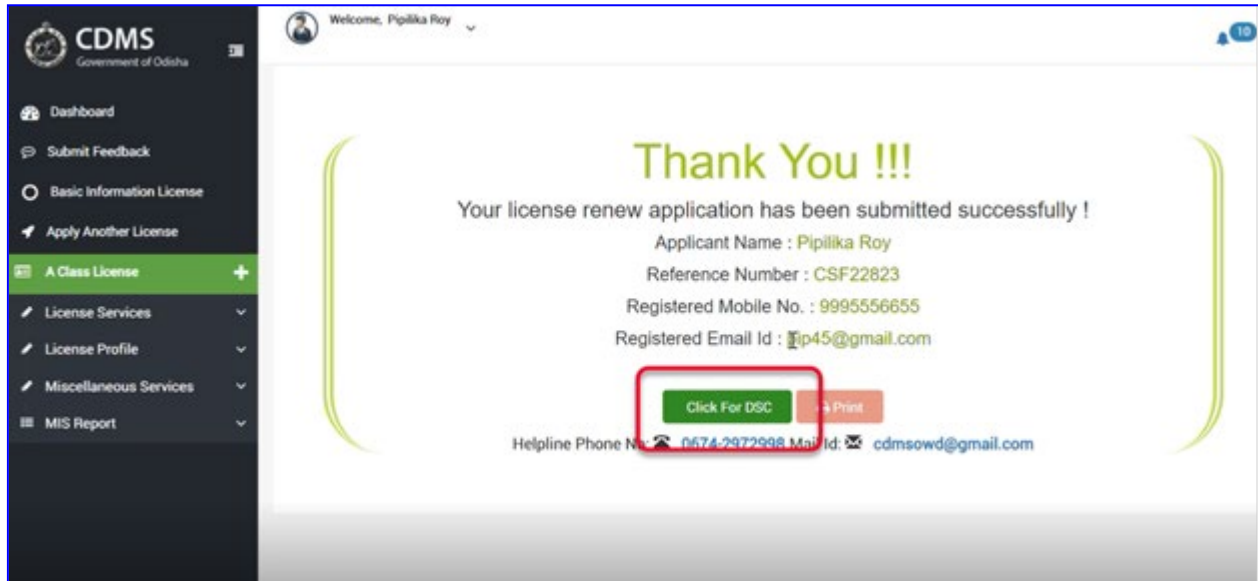 CDMS
Government of Odisha
Dashboard
Submit Feedback
Basic Information License
Apply Another License
A Class License
License Services
License Profile
Miscellaneous Services
MIS Report
Welcome, Pipilika Roy
10
Thank You !!!
Your license renew application has been submitted successfully !
Applicant Name : Pipilika Roy
Reference Number : CSF22823
Registered Mobile No. : 9995556655
Registered Email Id : ip45@gmail.com
Click For DSC Print
Helpline Phone No: 0674-2972998 Mail Id: cdmsowd@gmail.com